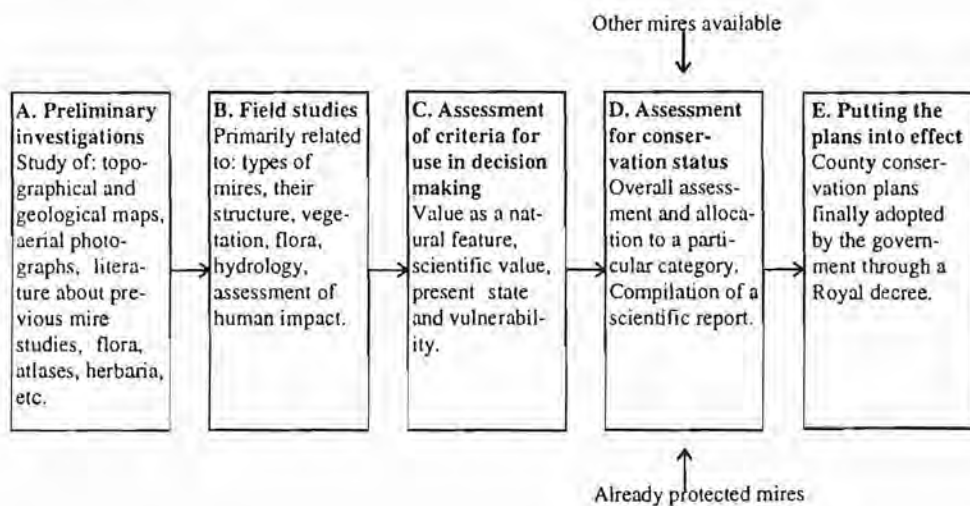 Other mires available
A. Preliminary
investigations
Study of: topo-
graphical and
geological maps,
aerial photo-
graphs, litera-
ture about pre-
vious mire
studies, flora,
atlases, herbaria,
etc.
B. Field studies
Primarily related
to: types of
mires, their
structure, vege-
tation, flora,
hydrology,
assessment of
human impact.
C. Assessment
of criteria for
use in decision
making
Value as a nat-
ural feature,
scientific value,
present state
and vulnerabil-
ity.
D. Assessment
for conser-
vation status
Overall assess-
ment and alloca-
tion to a parti-
cular category.
Compilation of a
scientific report.
E. Putting the
plans into effect
County conser-
vation plans
finally adopted
by the govern-
ment through a
Royal decree.
Already protected mires